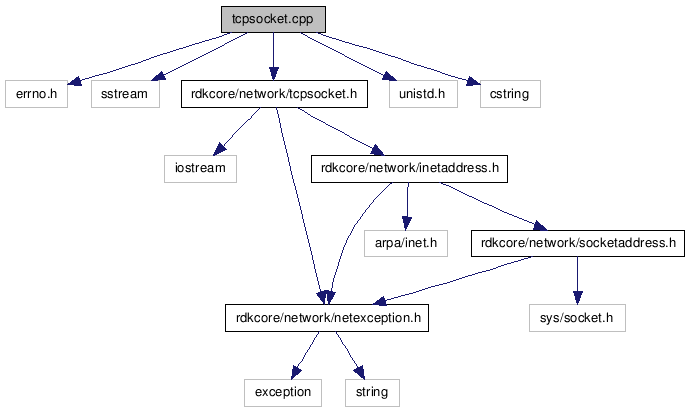 tcpsocket.cpp
errno.h
sstream
rdkcore/network/tcpsocket.h
unistd.h
cstring
iostream
rdkcore/network/inetaddress.h
arpa/inet.h
rdkcore/network/socketaddress.h
rdkcore/network/netexception.h
sys/socket.h
exception
string